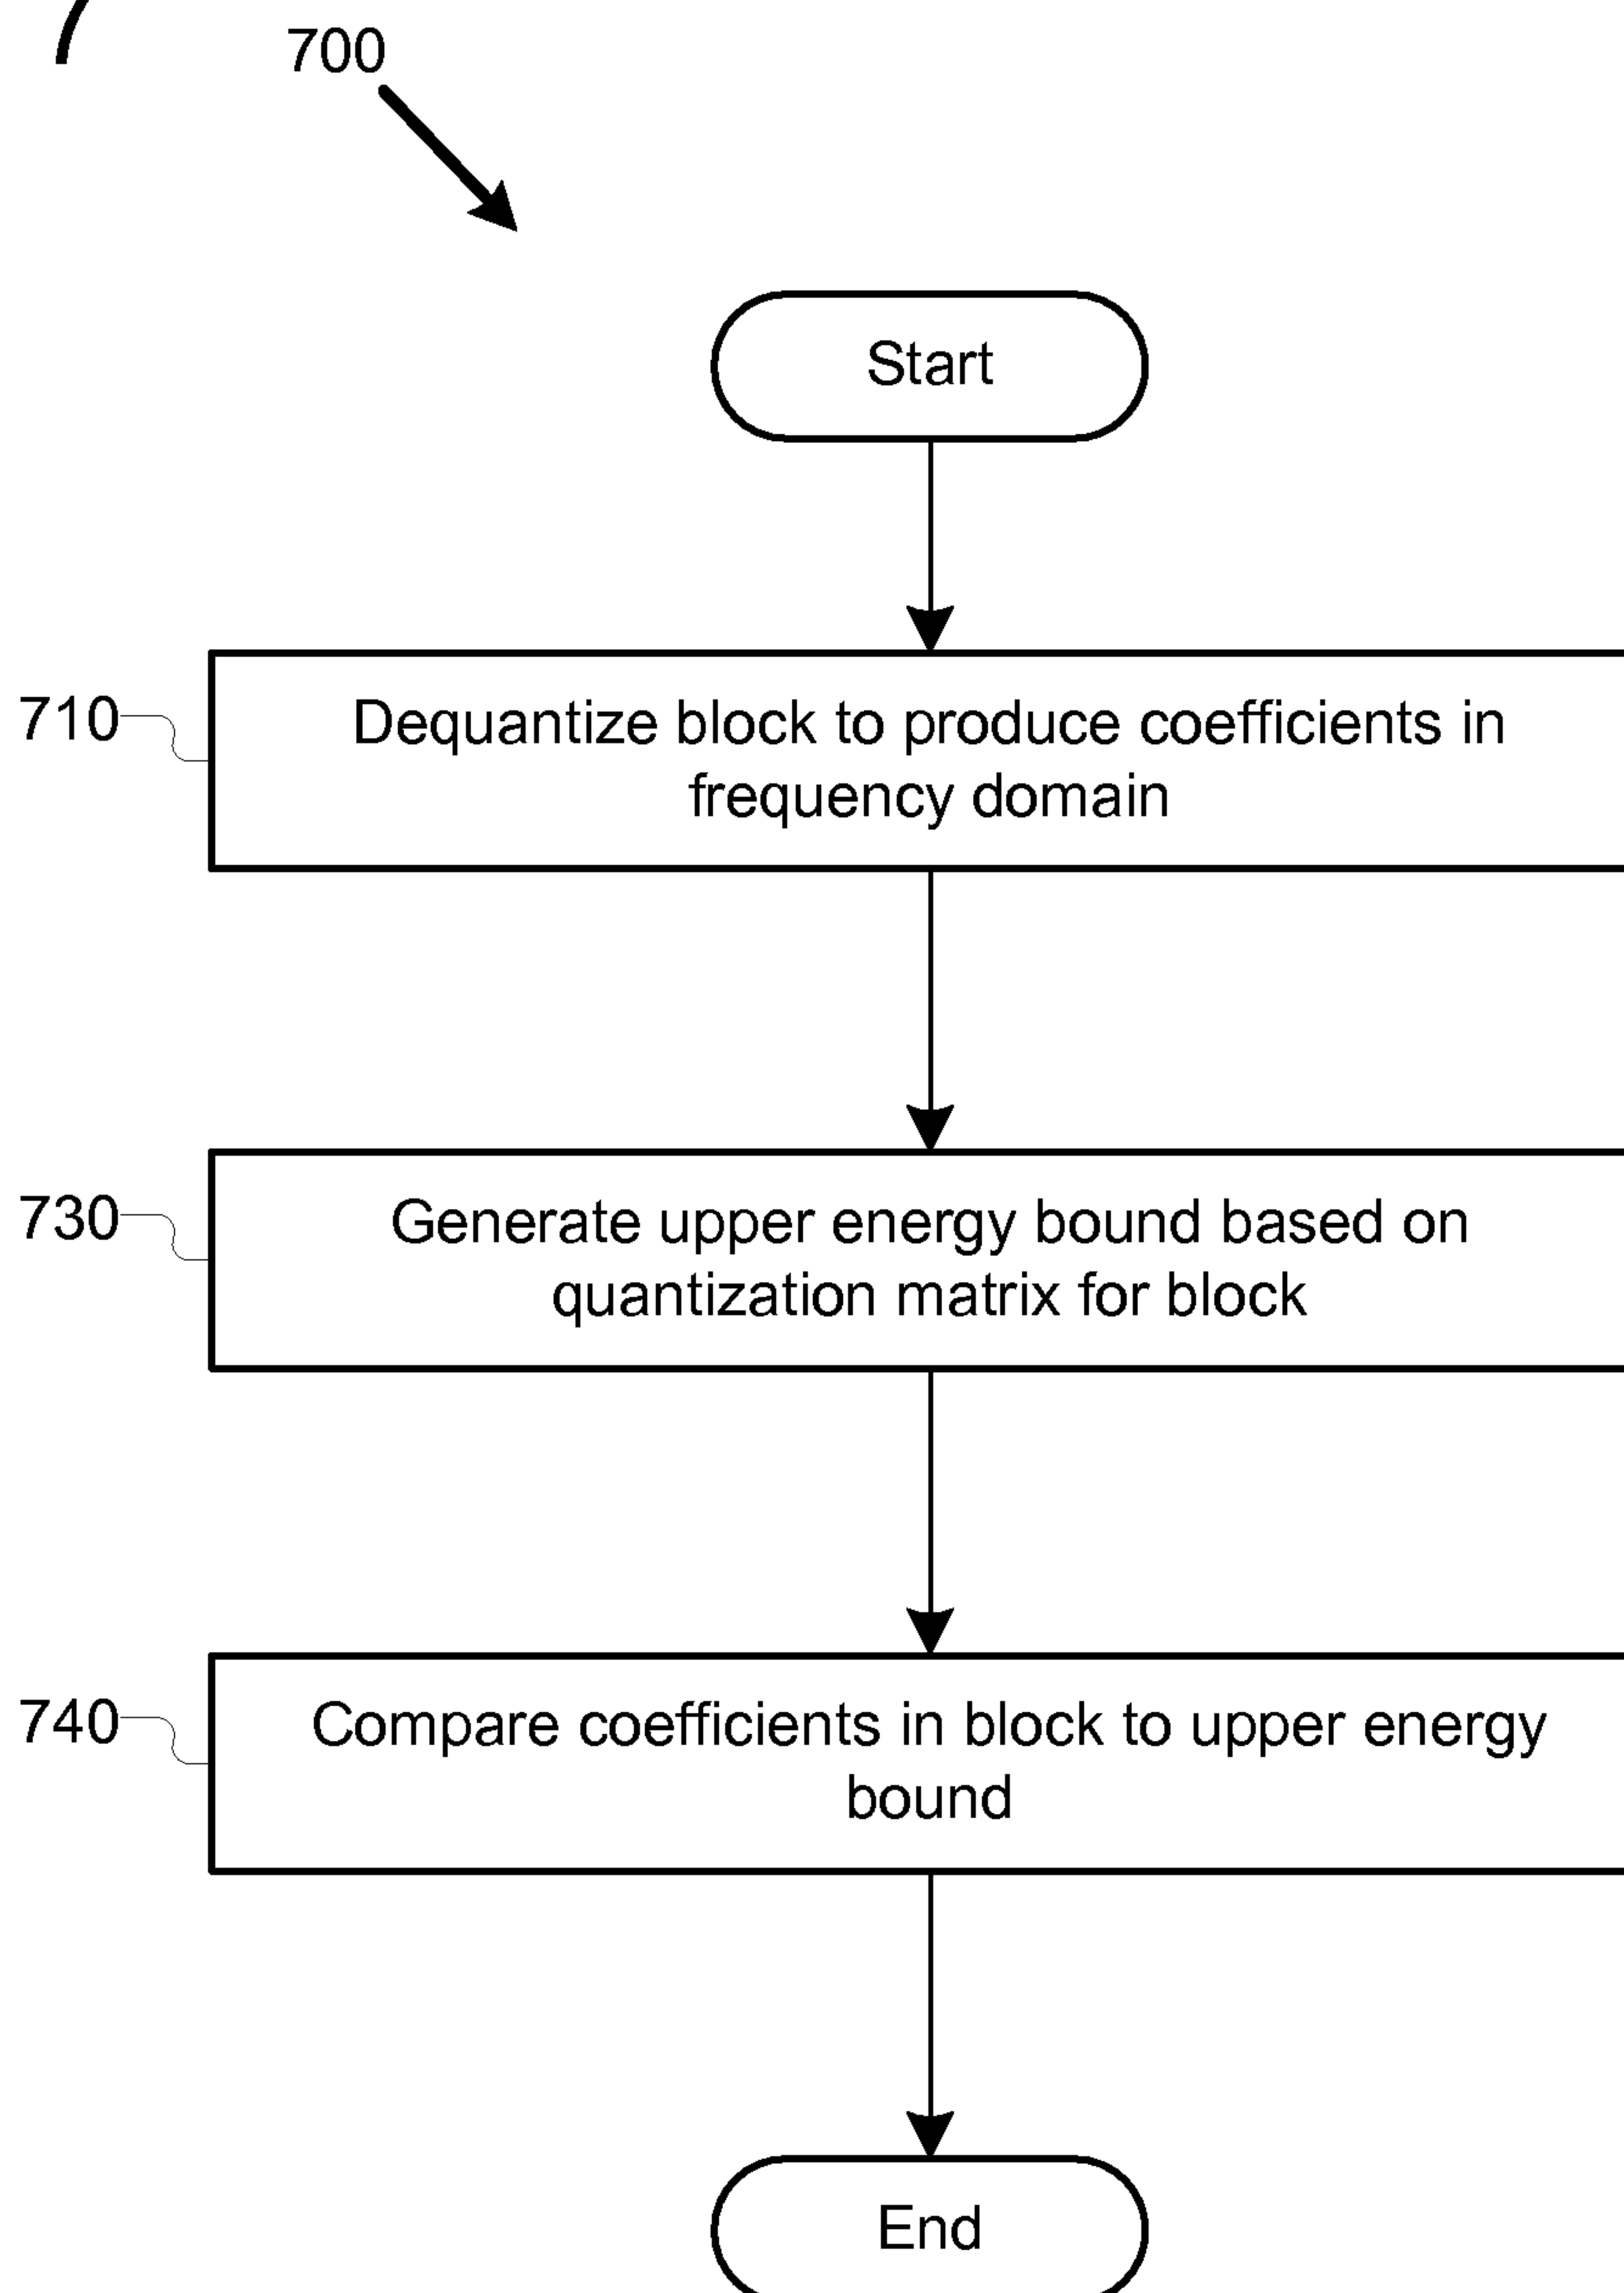 7
700
Start
710
Dequantize block to produce coefficients in
frequency domain
730
Generate upper energy bound based on
quantization matrix for block
740
Compare coefficients in block to upper energy
bound
End